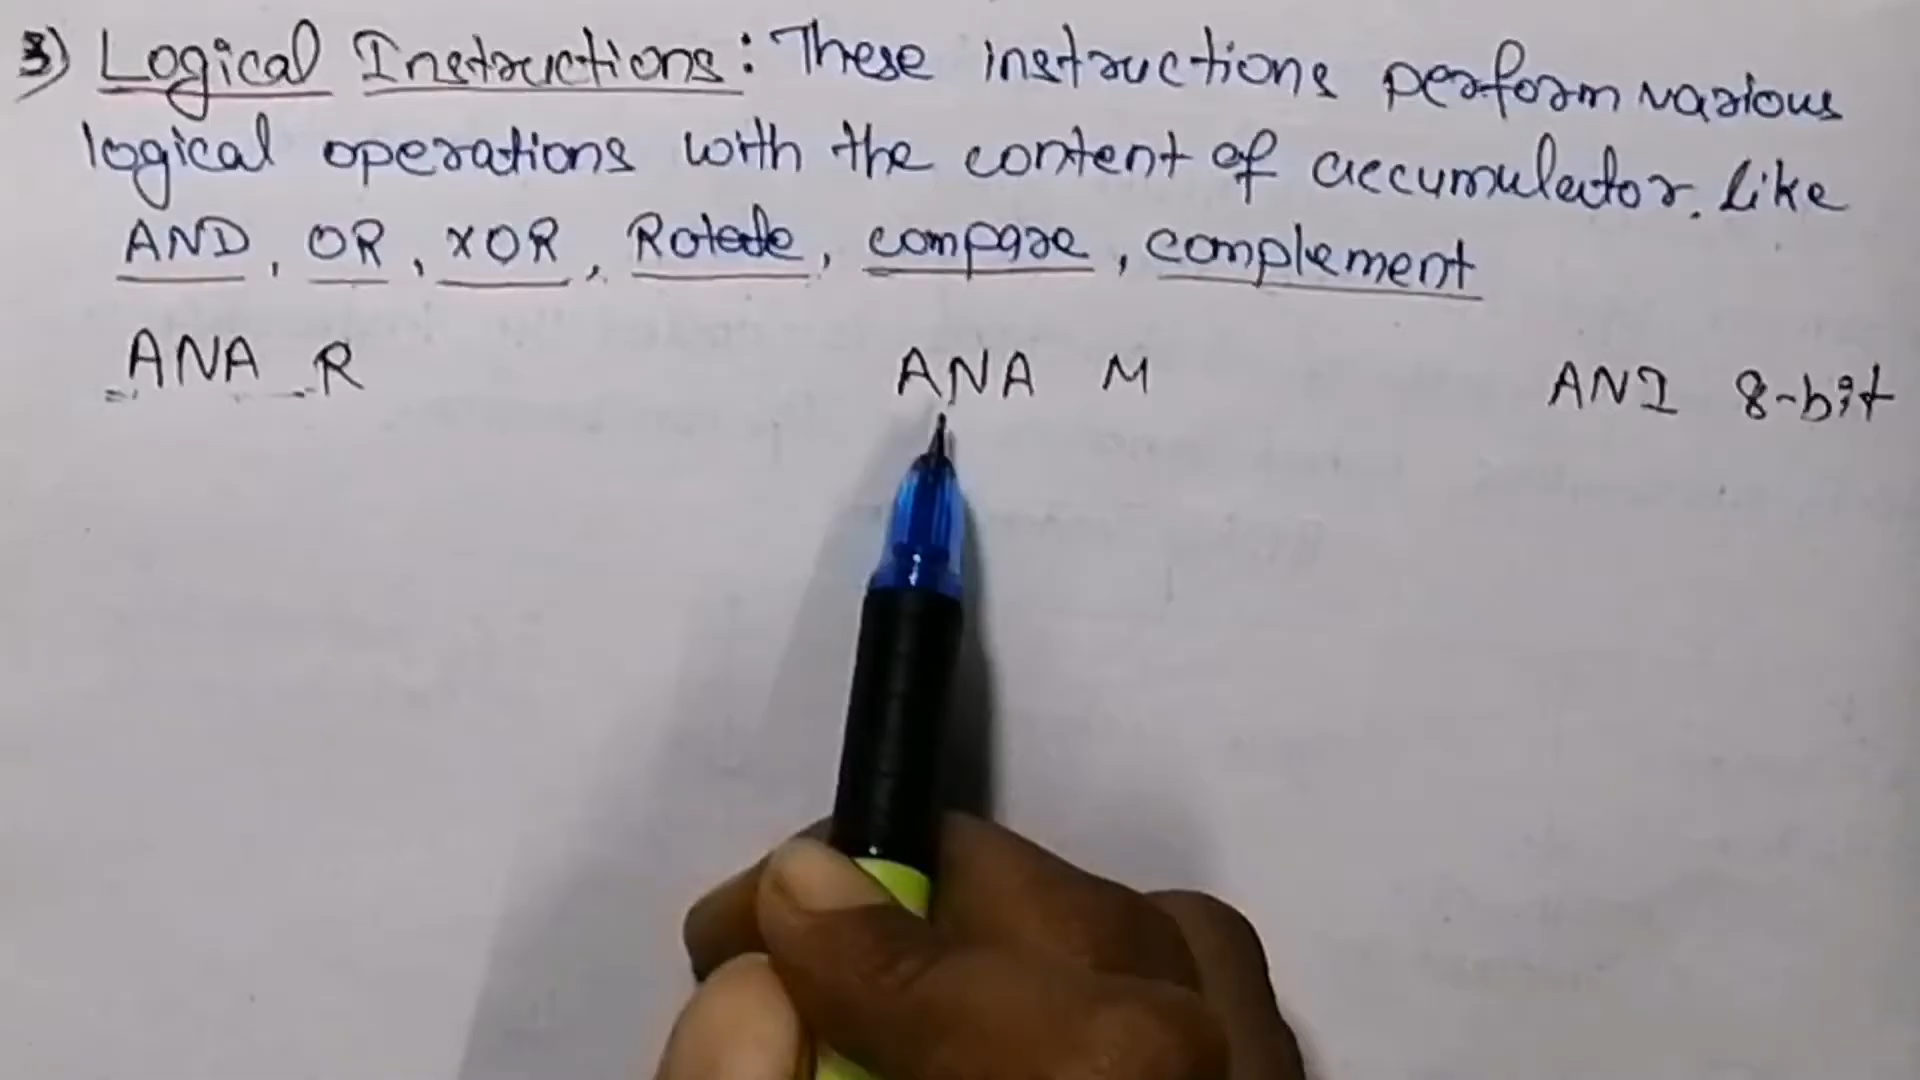 3) Logical Instructions: These instructions perform various
logical operations with the content of accumulator. like
AND, OR, XOR, Rotate, compare, complement
ANA R ANA M ANI 8-bit